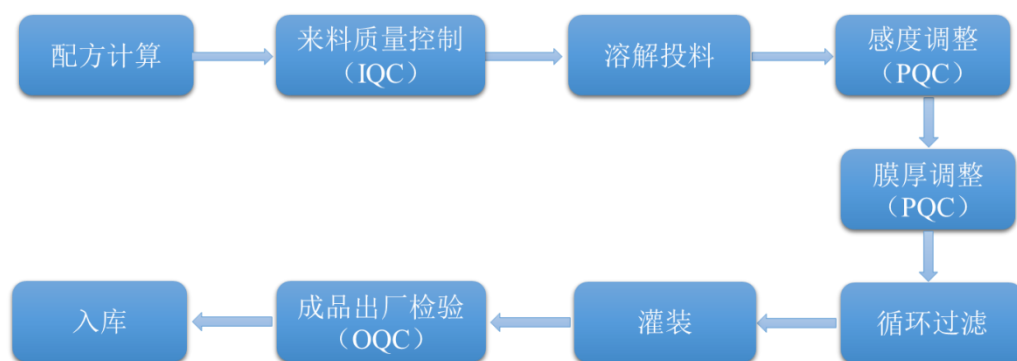 配方计算
来料质量控制
（IQC）
溶解投料
感度调整
（PQC）
膜厚调整
（PQC）
循环过滤
灌装
成品出厂检验
（OQC）
入库